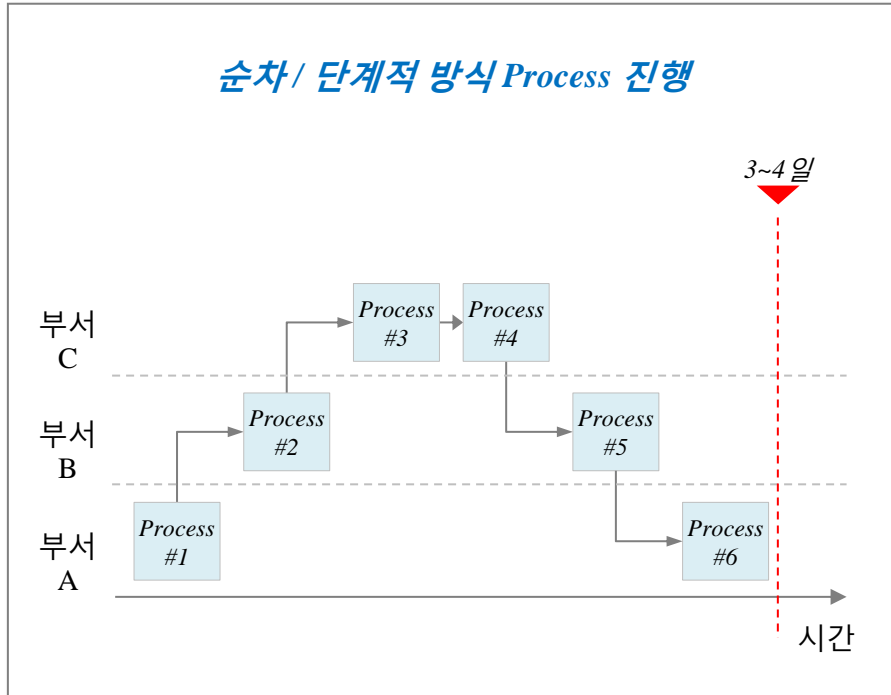 순차 / 단계적 방식 Process 진행
3~4일
부서
C
Process
#3
Process
#4
부서
B
Process
#2
Process
#5
부서
A
Process
#1
Process
#6
시간